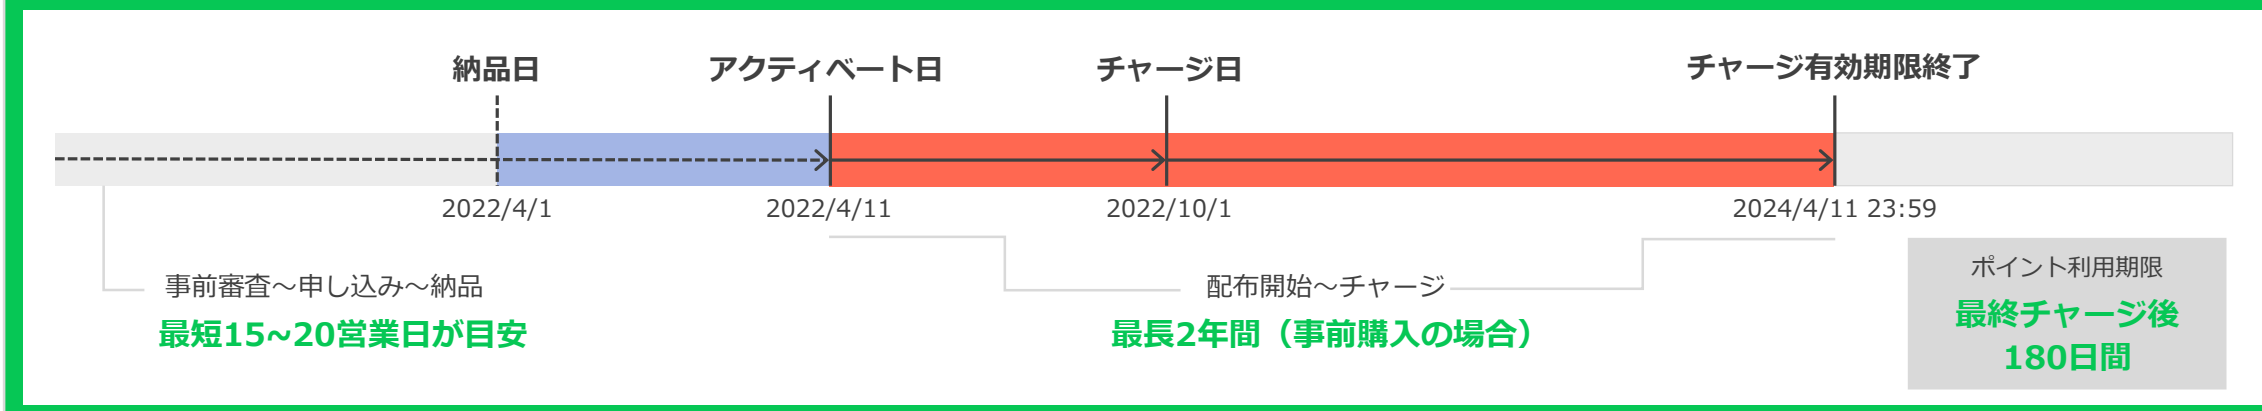 納品日
アクティベート日
チャージ日
チャージ有効期限終了
2022/4/1
2022/4/11
2022/10/1
2024/4/11 23:59
事前審査～申し込み～納品
最短15~20営業日が目安
配布開始～チャージ
最長2年間（事前購入の場合）
ポイント利用期限
最終チャージ後
180日間